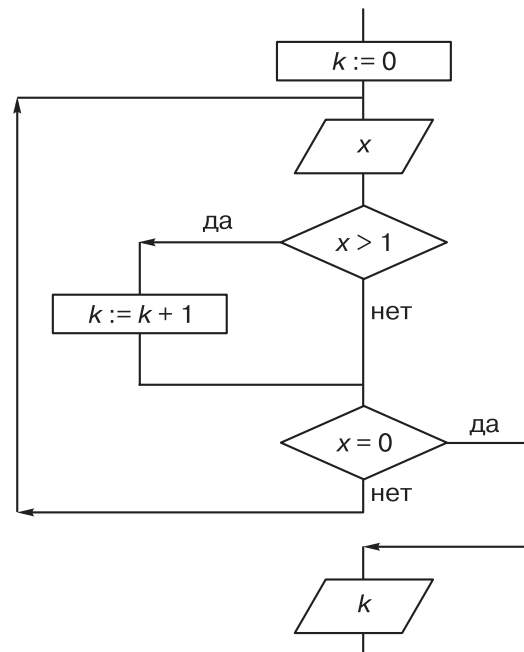 k := 0
x
да
x > 1
k := k + 1
нет
x = 0
да
нет
k